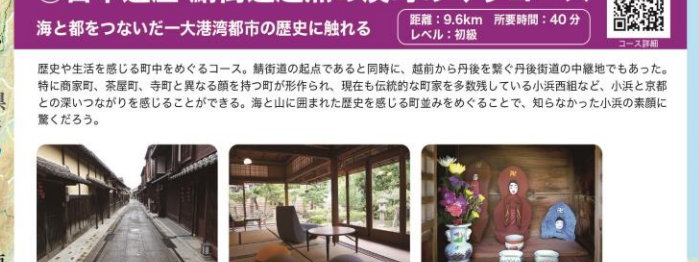 海と都をつないだ一大港湾都市の歴史に触れる
距離：9.6km　所要時間：40分
レベル：初級
コース詳細
歴史や生活を感じる町中をめぐるコース。鯖街道の起点であると同時に、越前から丹後を繋ぐ丹後街道の中継地でもあった。
特に商家町、茶屋町、寺町と異なる顔を持つ町が形作られ、現在も伝統的な町家を多数残している小浜西組など、小浜と京都
との深いつながりを感じることができる。海と山に囲まれた歴史を感じる町並みをめぐることで、知らなかった小浜の素顔に
驚くだろう。